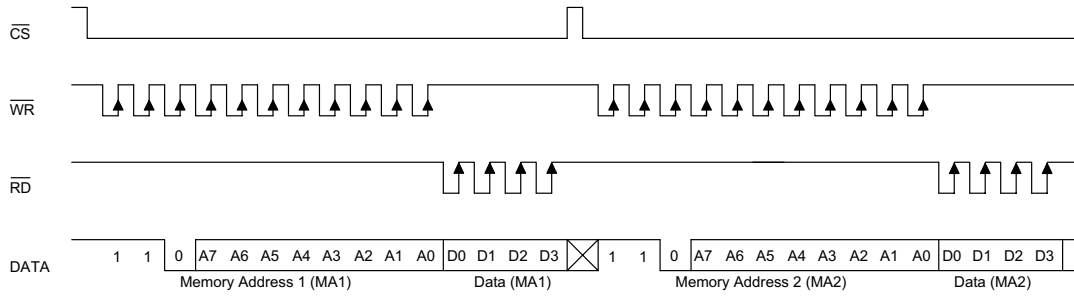 CS
WR
RD
DATA 1 1 0 A7 A6 A5 A4 A3 A2 A1 A0 D0 D1 D2 D3 1 1 0 A7 A6 A5 A4 A3 A2 A1 A0 D0 D1 D2 D3
Memory Address 1 (MA1) Data (MA1) Memory Address 2 (MA2) Data (MA2)